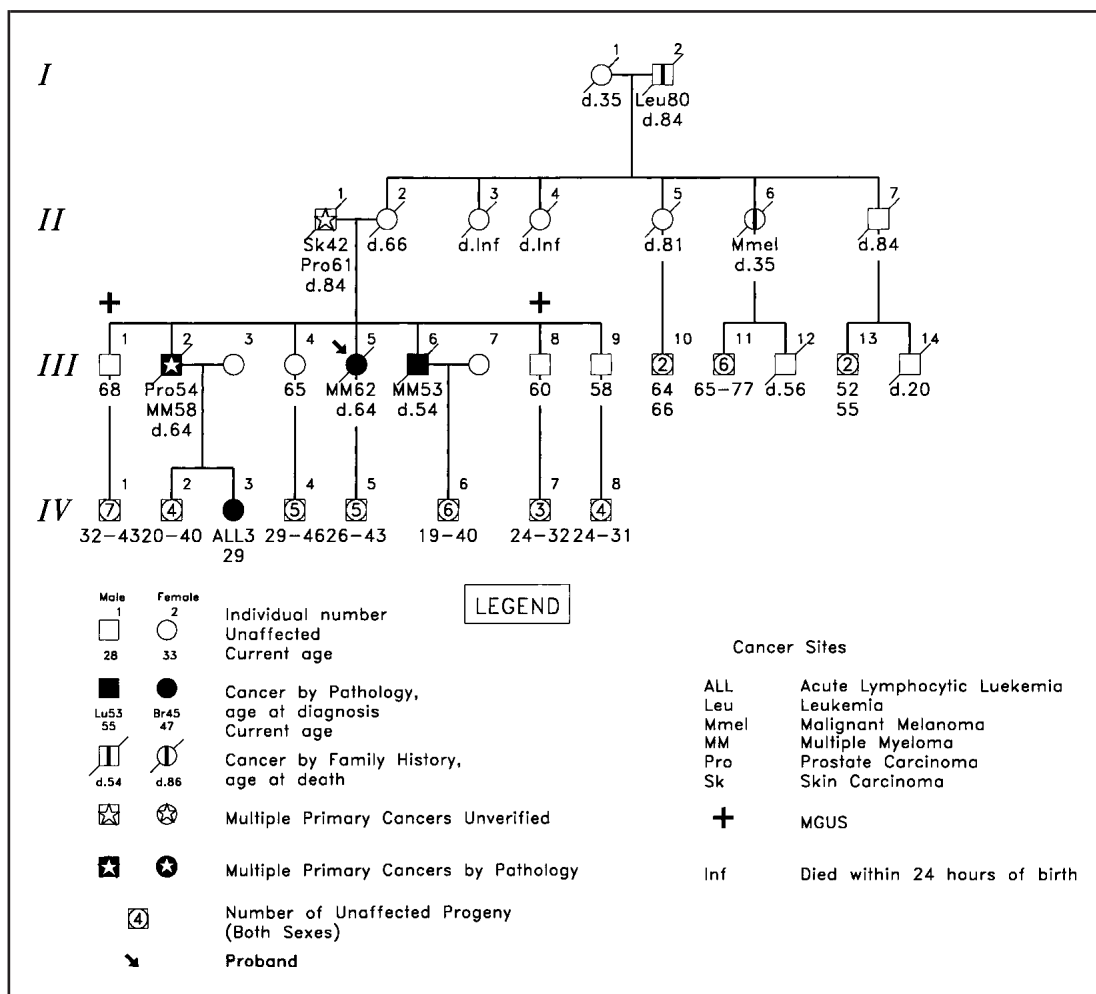 I
1 2
d.35 Leu80
d.84
II
1 2 3 4 5 6 7
Sk42 d.66 d.Inf d.Inf d.81 Mmel d.84
Pro61 d.35
d.84
III
1 2 3 4 5 6 7 8 9 10 11 12 13 14
2 6 2
68 Pro54 65 MM62 MM53 60 58 64 65-77 d.56 52 d.20
MM58 d.64 d.54 66 55
d.64
IV
1 2 3 4 5 6 7 8
7 4 5 5 6 3 4
32-43 20-40 ALL3 29-46 26-43 19-40 24-32 24-31
29
LEGEND
Male Female
1 2 Individual number
Unaffected
28 33 Current age
Cancer by Pathology,
Lu53 Br45 age at diagnosis
55 47 Current age
Cancer by Family History,
d.54 d.86 age at death
Multiple Primary Cancers Unverified
Multiple Primary Cancers by Pathology
4 Number of Unaffected Progeny
(Both Sexes)
Proband
Cancer Sites
ALL Acute Lymphocytic Luekemia
Leu Leukemia
Mmel Malignant Melanoma
MM Multiple Myeloma
Pro Prostate Carcinoma
Sk Skin Carcinoma
+ MGUS
Inf Died within 24 hours of birth